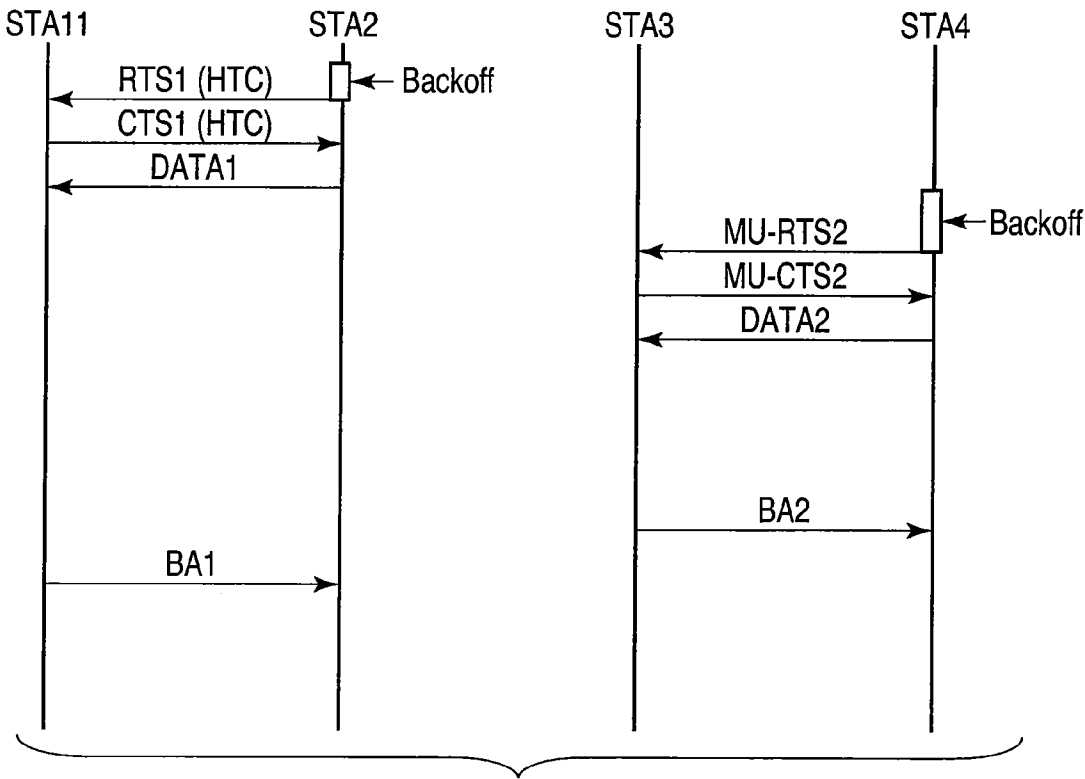 STA11 STA2 STA3 STA4
RTS1 (HTC)
Backoff
CTS1 (HTC)
DATA1
MU-RTS2
Backoff
MU-CTS2
DATA2
BA2
BA1